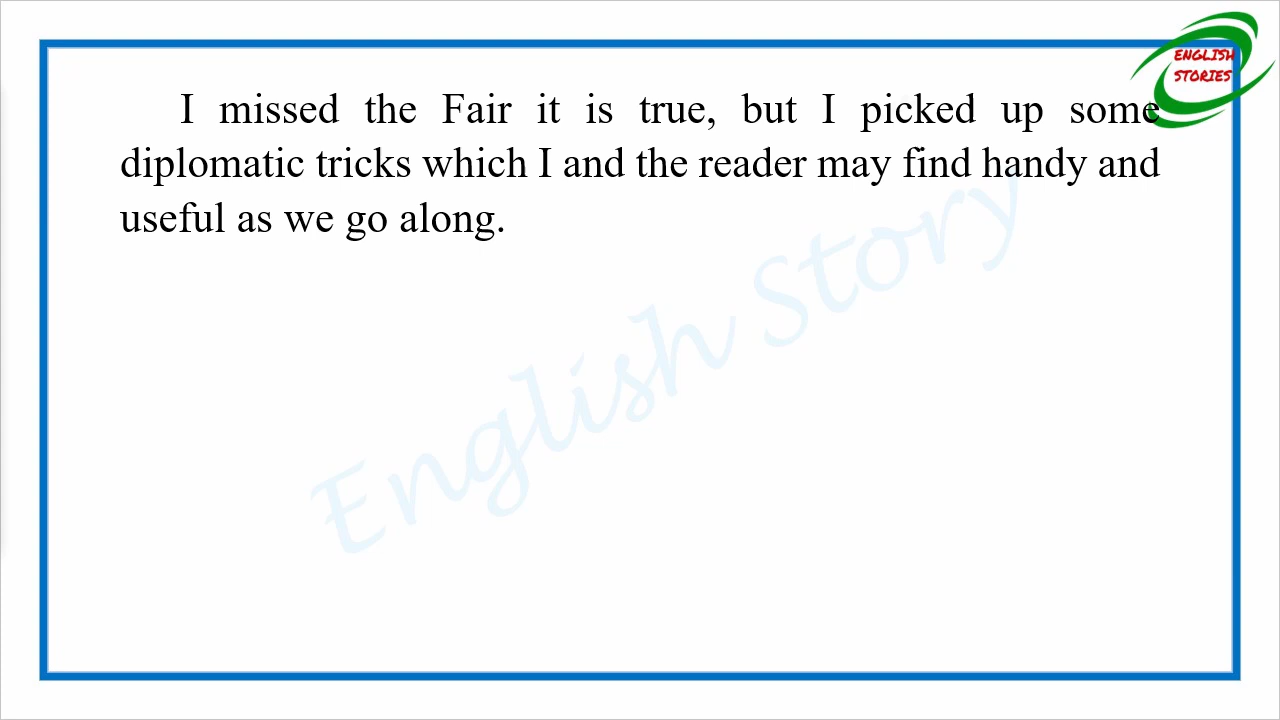 ENGLISH
STORIES
I missed the Fair it is true, but I picked up some
diplomatic tricks which I and the reader may find handy and
useful as we go along.
English Story